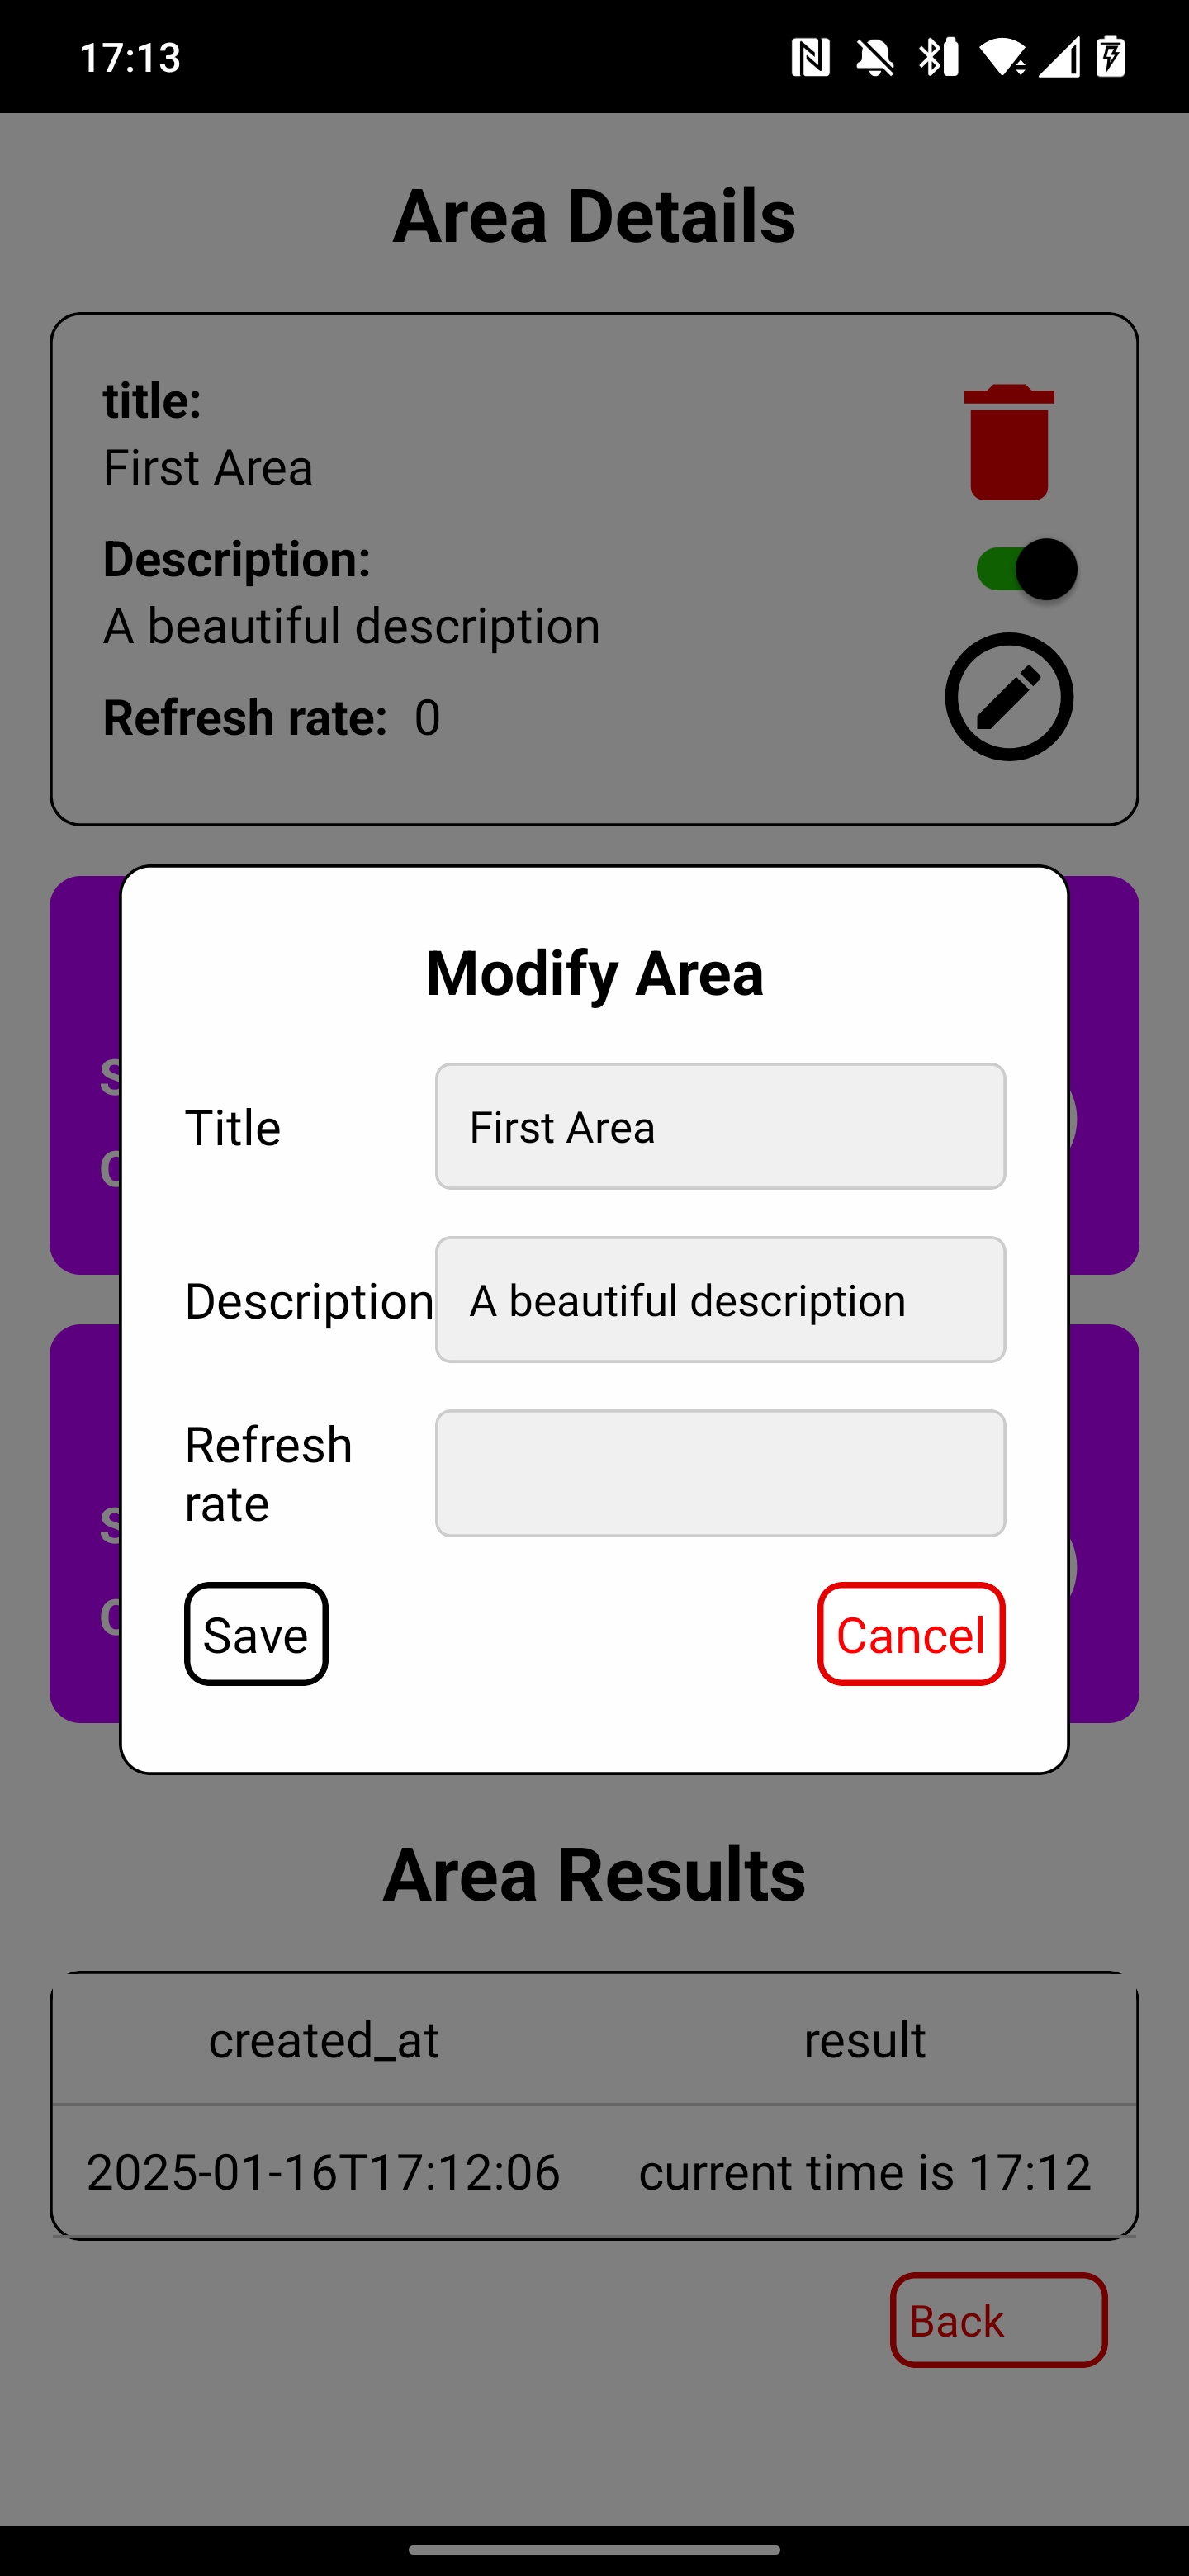 17:13
Area Details
title:
First Area
Description:
A beautiful description
Refresh rate: 0
Modify Area
Title
First Area
Description
A beautiful description
Refresh
rate
Save
Cancel
Area Results
created_at
result
2025-01-16T17:12:06
current time is 17:12
Back